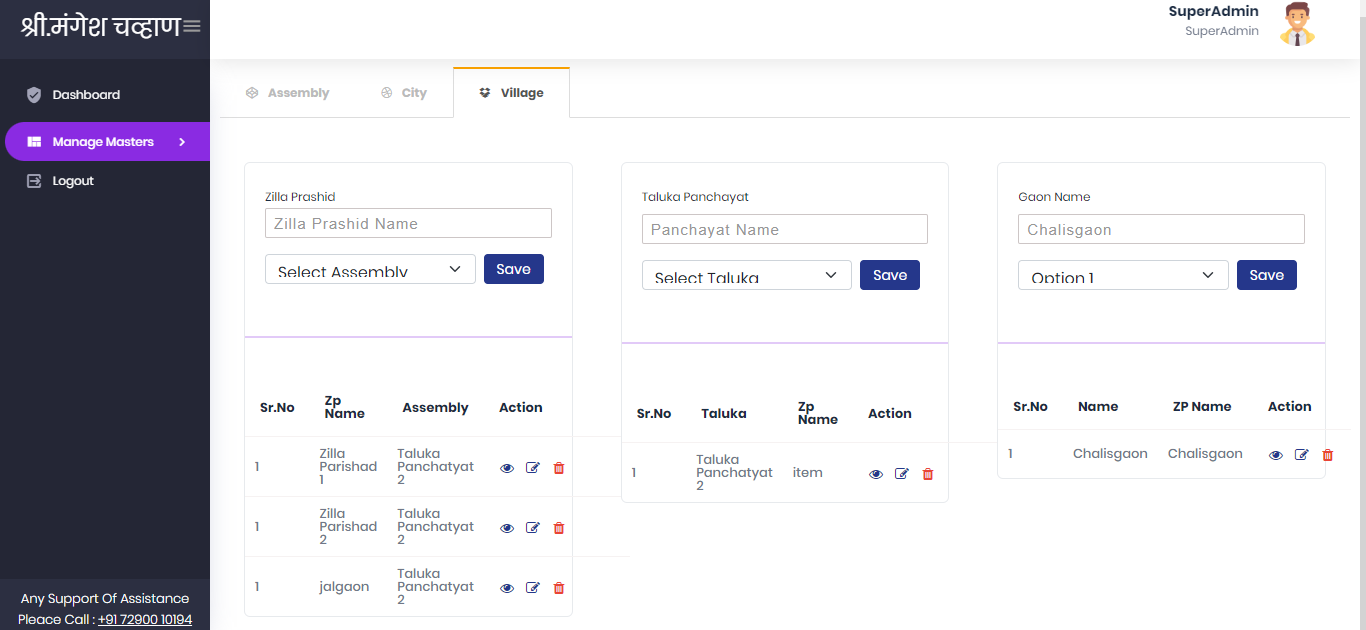 श्री.मंगेश चव्हाण
SuperAdmin
SuperAdmin
Dashboard
Manage Masters
Logout
Assembly
City
Village
Zilla Prashid
Zilla Prashid Name
Select Assembly
Save
Taluka Panchayat
Panchayat Name
Select Taluka
Save
Gaon Name
Chalisgaon
Option 1
Save
Sr.No
Zp
Name
Assembly
Action
1
Zilla
Parishad
1
Taluka
Panchatyat
2
1
Zilla
Parishad
2
Taluka
Panchatyat
2
1
jalgaon
Taluka
Panchatyat
2
Sr.No
Taluka
Zp
Name
Action
1
Taluka
Panchatyat
2
item
Sr.No
Name
ZP Name
Action
1
Chalisgaon
Chalisgaon
Any Support Of Assistance
Pleace Call : +91 72900 10194